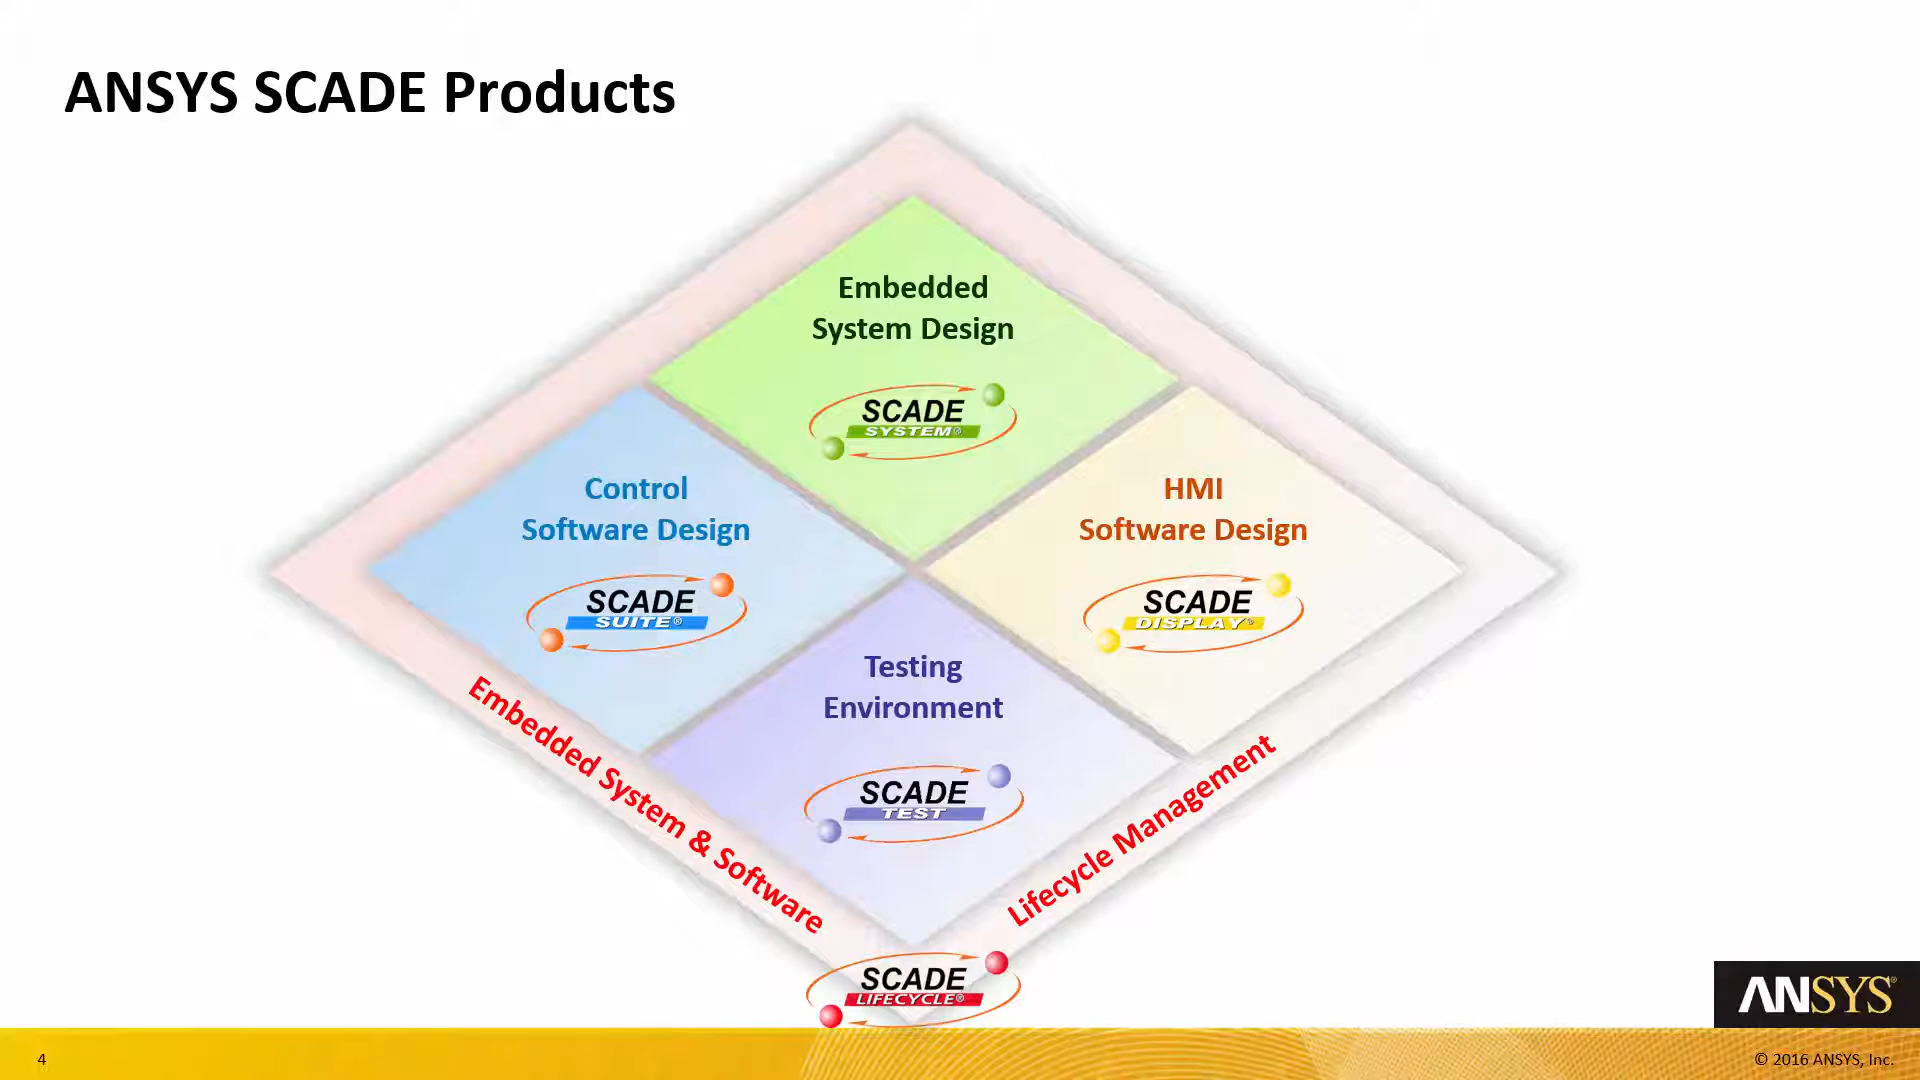 ANSYS SCADE Products
Embedded
System Design
SCADE
SYSTEM®
Control
Software Design
SCADE
SUITE®
HMI
Software Design
SCADE
DISPLAY®
Testing
Environment
SCADE
TEST
Embedded System & Software
Lifecycle Management
SCADE
LIFECYCLE®
ANSYS®
4
© 2016 ANSYS, Inc.